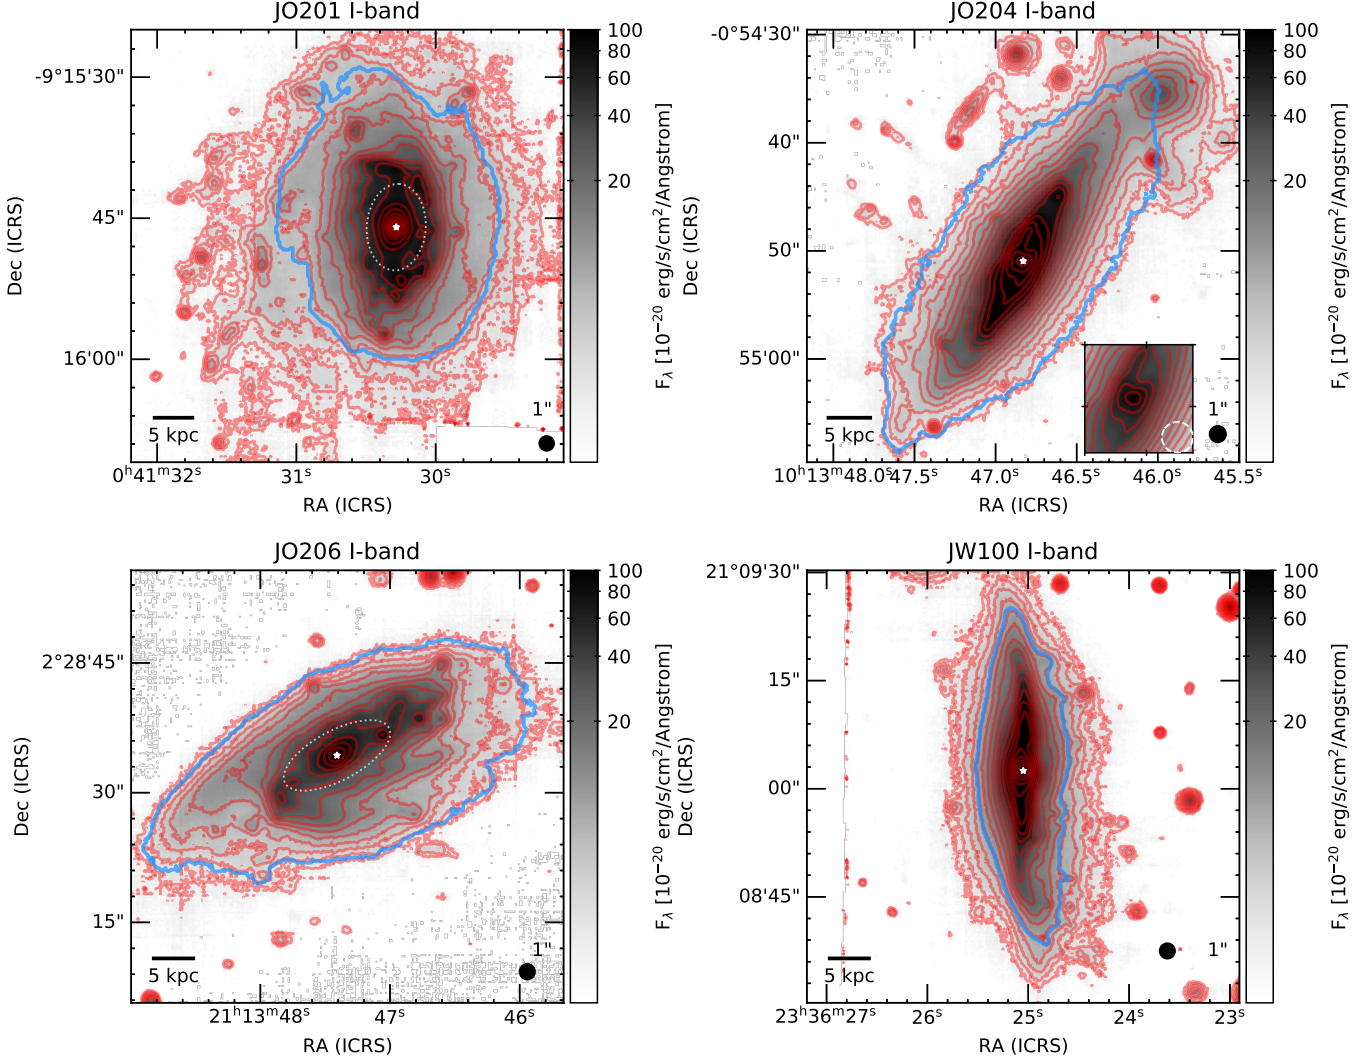 JO201 I-band
-9°15'30"
45"
16'00"
Dec (ICRS)
5 kpc
1"
0ʰ41ᵐ32ˢ
31
30
RA (ICRS)
100
80
60
40
20
F_λ [10⁻²⁰ erg/s/cm²/Angstrom]
JO204 I-band
-0°54'30"
40"
50"
55'00"
Dec (ICRS)
5 kpc
1"
10ʰ13ᵐ48.0ˢ
47.5ˢ
47.0ˢ
46.5ˢ
46.0ˢ
45.5ˢ
RA (ICRS)
100
80
60
40
20
F_λ [10⁻²⁰ erg/s/cm²/Angstrom]
JO206 I-band
2°28'45"
30"
15"
Dec (ICRS)
5 kpc
1"
21ʰ13ᵐ48ˢ
47ˢ
46ˢ
RA (ICRS)
100
80
60
40
20
F_λ [10⁻²⁰ erg/s/cm²/Angstrom]
JW100 I-band
21°09'30"
15"
00"
08'45"
Dec (ICRS)
5 kpc
1"
23ʰ36ᵐ27ˢ
26ˢ
25ˢ
24ˢ
23ˢ
RA (ICRS)
100
80
60
40
20
F_λ [10⁻²⁰ erg/s/cm²/Angstrom]